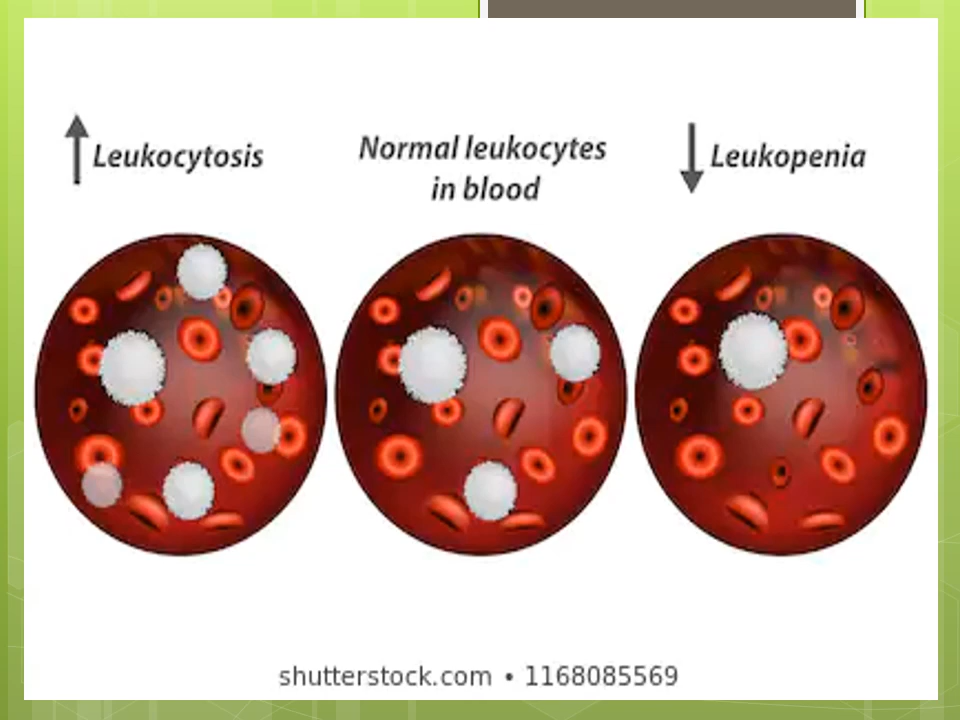 Leukocytosis
Normal leukocytes
in blood
Leukopenia
shutterstock.com • 1168085569